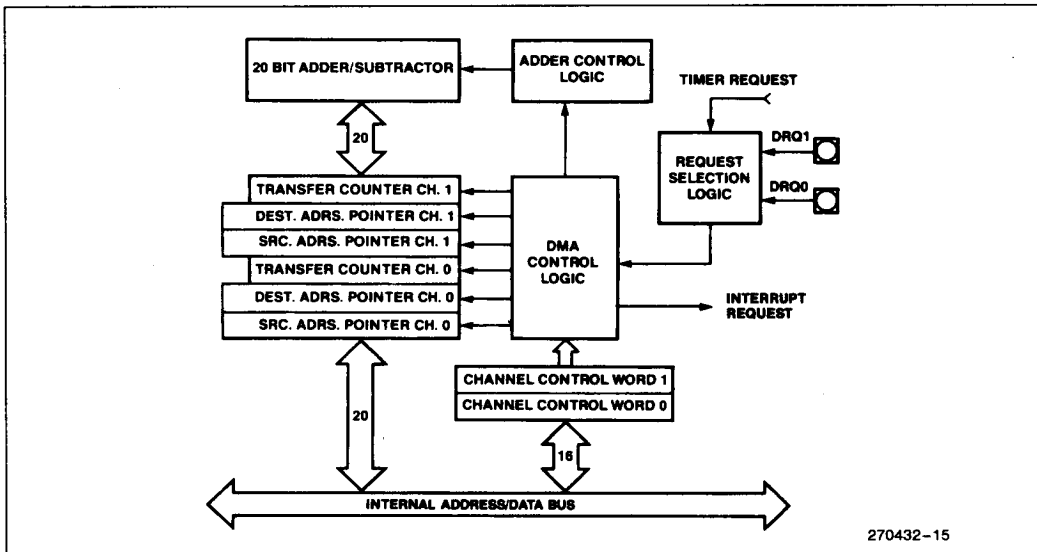 20 BIT ADDER/SUBTRACTOR
ADDER CONTROL
LOGIC
TIMER REQUEST
20
DRQ1
REQUEST
SELECTION
LOGIC
DRQ0
TRANSFER COUNTER CH. 1
DEST. ADRS. POINTER CH. 1
SRC. ADRS. POINTER CH. 1
TRANSFER COUNTER CH. 0
DEST. ADRS. POINTER CH. 0
SRC. ADRS. POINTER CH. 0
DMA
CONTROL
LOGIC
INTERRUPT
REQUEST
CHANNEL CONTROL WORD 1
CHANNEL CONTROL WORD 0
20
16
INTERNAL ADDRESS/DATA BUS
270432-15